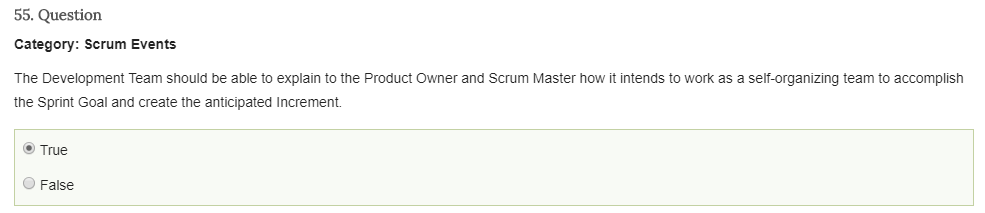 55. Question
Category: Scrum Events
The Development Team should be able to explain to the Product Owner and Scrum Master how it intends to work as a self-organizing team to accomplish
the Sprint Goal and create the anticipated Increment.
True
False